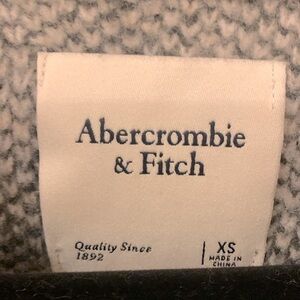 Abercrombie
& Fitch
Quality Since
1892
XS
MADE IN
CHINA